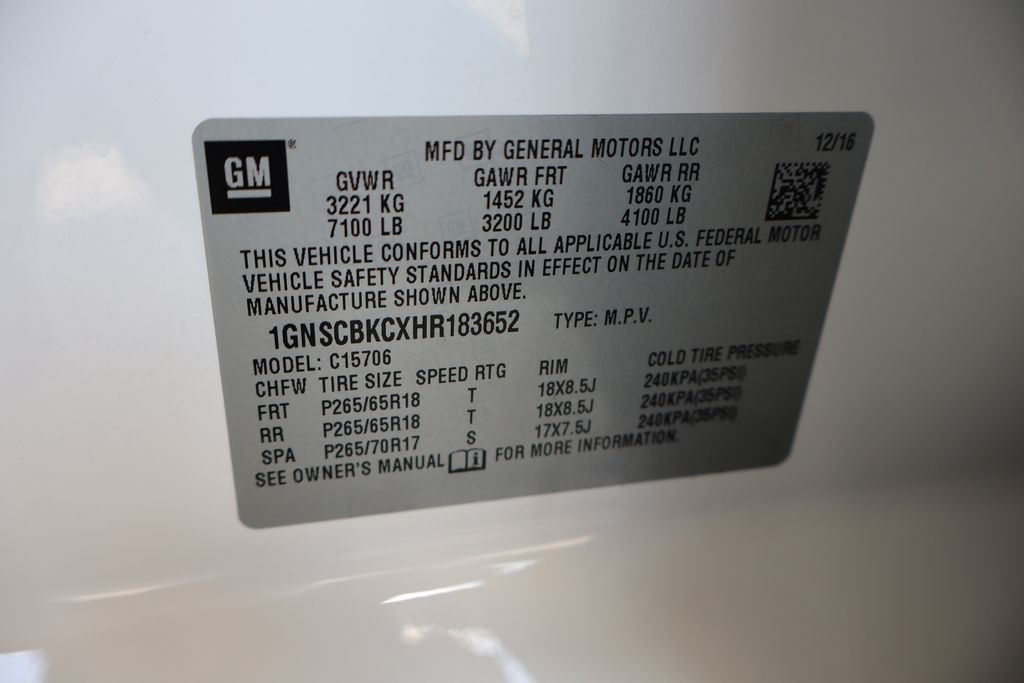 GM ®
MFD BY GENERAL MOTORS LLC
12/16
GVWR GAWR FRT GAWR RR
3221 KG 1452 KG 1860 KG
7100 LB 3200 LB 4100 LB
THIS VEHICLE CONFORMS TO ALL APPLICABLE U.S. FEDERAL MOTOR
VEHICLE SAFETY STANDARDS IN EFFECT ON THE DATE OF
MANUFACTURE SHOWN ABOVE.
1GNSCBKCXHR183652 TYPE: M.P.V.
MODEL: C15706
CHFW TIRE SIZE SPEED RTG RIM COLD TIRE PRESSURE
FRT P265/65R18 T 18X8.5J 240KPA(35PSI)
RR P265/65R18 T 18X8.5J 240KPA(35PSI)
SPA P265/70R17 S 17X7.5J 240KPA(35PSI)
SEE OWNER'S MANUAL i FOR MORE INFORMATION.